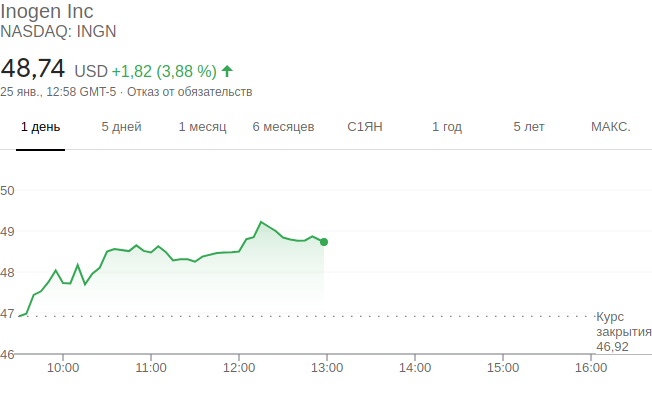 Inogen Inc
NASDAQ: INGN
48,74 USD +1,82 (3,88 %)
25 янв., 12:58 GMT-5 · Отказ от обязательств
1 день 5 дней 1 месяц 6 месяцев С1ЯН 1 год 5 лет МАКС.
50
49
48
47
46
Курс
закрытия
46,92
10:00 11:00 12:00 13:00 14:00 15:00 16:00